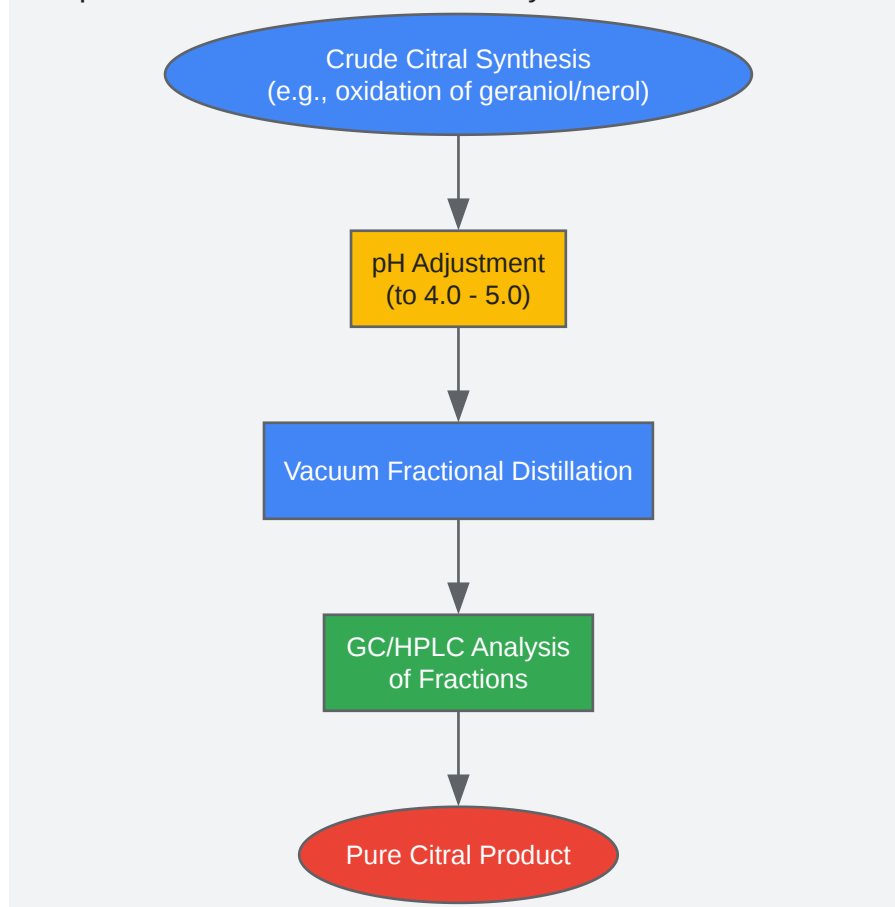 Crude Citral Synthesis
(e.g., oxidation of geraniol/nerol)
pH Adjustment
(to 4.0 - 5.0)
Vacuum Fractional Distillation
GC/HPLC Analysis
of Fractions
Pure Citral Product